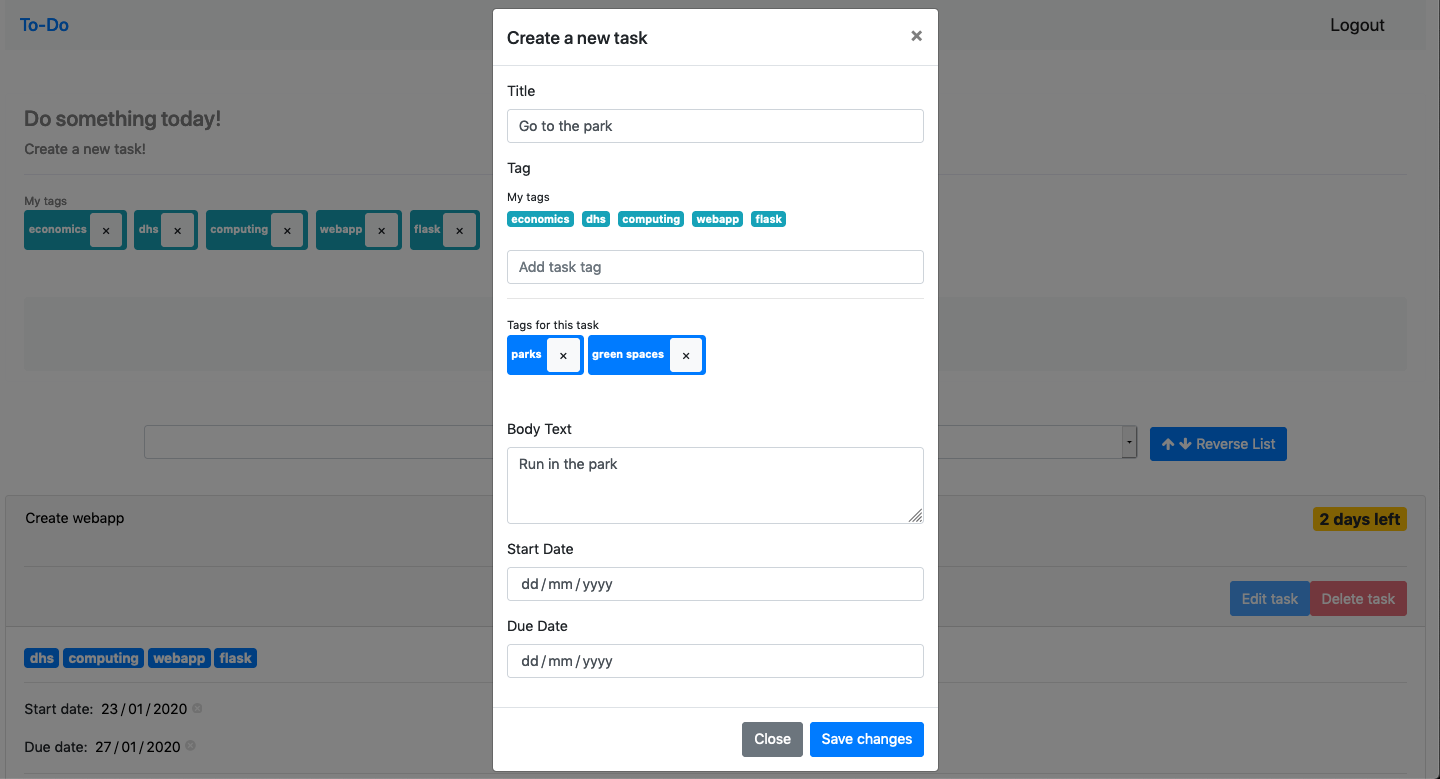 To-Do
Logout
Do something today!
Create a new task!
My tags
economics × dhs × computing × webapp × flask ×
Create a new task ×
Title
Go to the park
Tag
My tags
economics dhs computing webapp flask
Add task tag
Tags for this task
parks × green spaces ×
Body Text
Run in the park
Start Date
dd/mm/yyyy
Due Date
dd/mm/yyyy
Close Save changes
Reverse List
Create webapp
2 days left
Edit task Delete task
dhs computing webapp flask
Start date: 23/01/2020
Due date: 27/01/2020